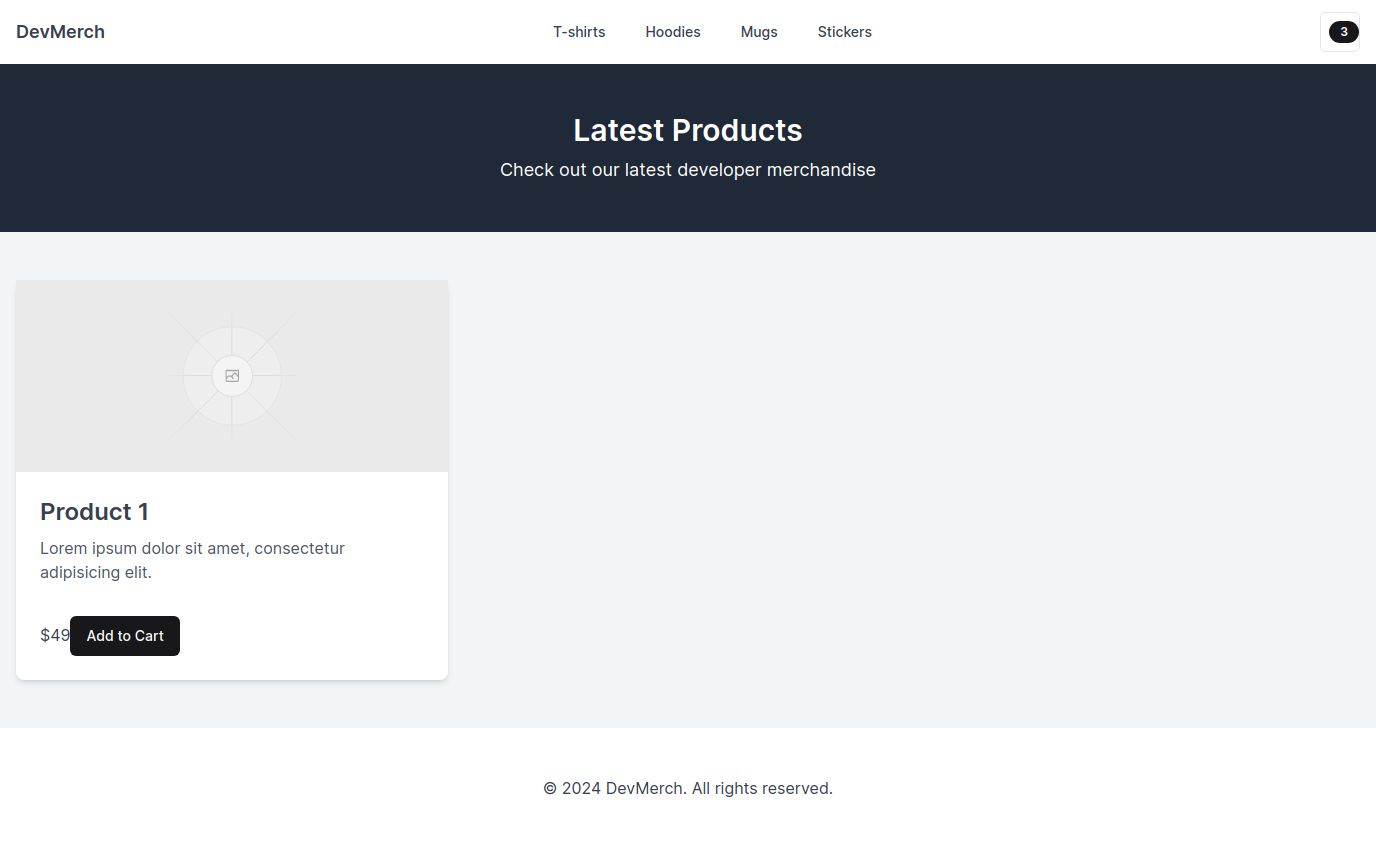 DevMerch
T-shirts Hoodies Mugs Stickers
3
Latest Products
Check out our latest developer merchandise
Product 1
Lorem ipsum dolor sit amet, consectetur
adipisicing elit.
$49 Add to Cart
© 2024 DevMerch. All rights reserved.